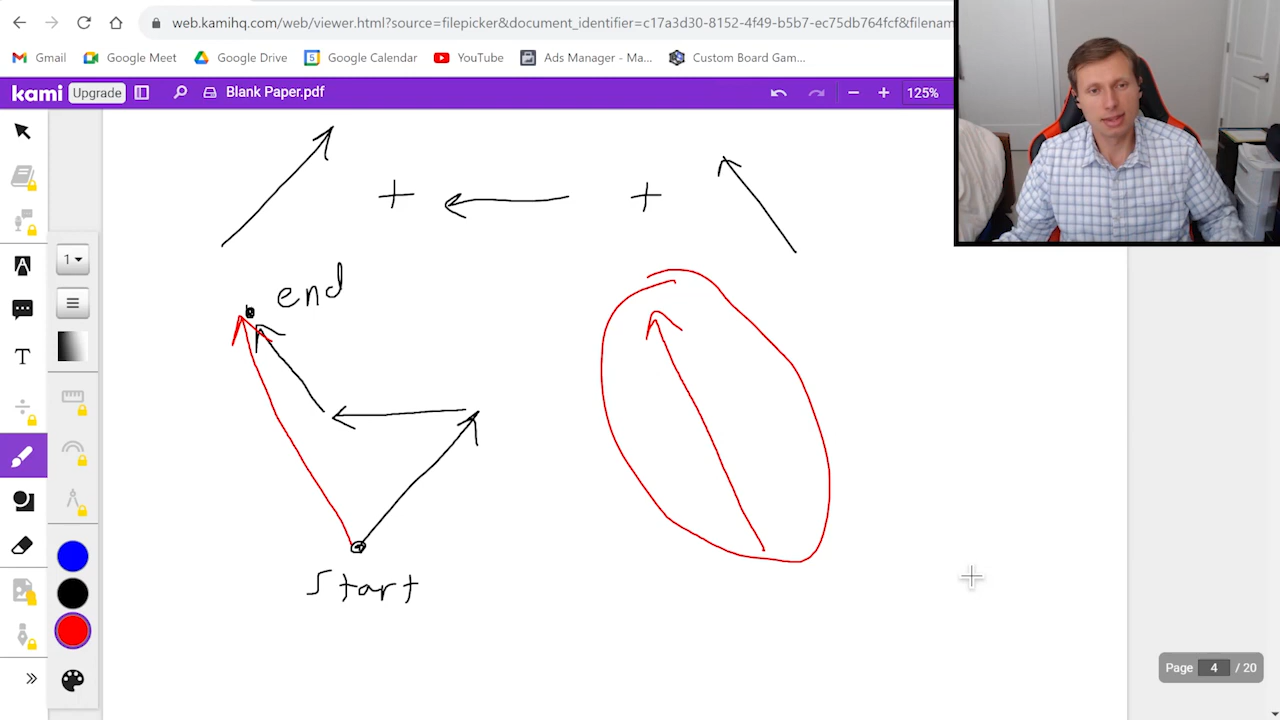 web.kamihq.com/web/viewer.html?source=filepicker&document_identifier=c17a3d30-8152-4f49-b5b7-ec75db764fcf&filenam
Gmail Google Meet Google Drive 5 Google Calendar YouTube Ads Manager - Ma... Custom Board Gam...
kami Upgrade Blank Paper.pdf 125%
+ +
1
end
T
start
Page 4 / 20